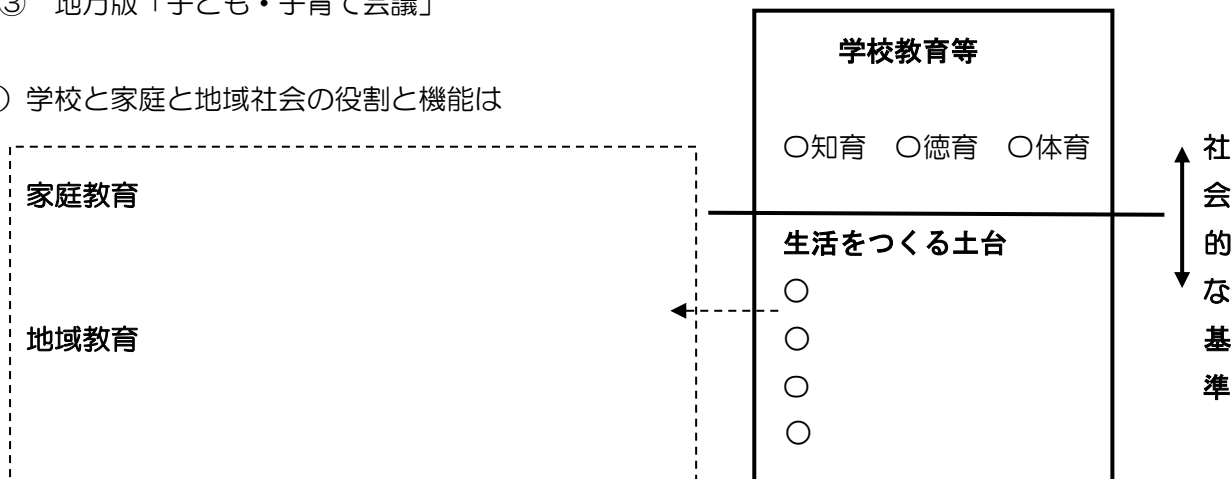 ③ 地方版「子ども・子育て会議」
学校教育等
) 学校と家庭と地域社会の役割と機能は
〇知育 〇徳育 〇体育
家庭教育
生活をつくる土台
〇
地域教育
〇
〇
〇
社会的な基準